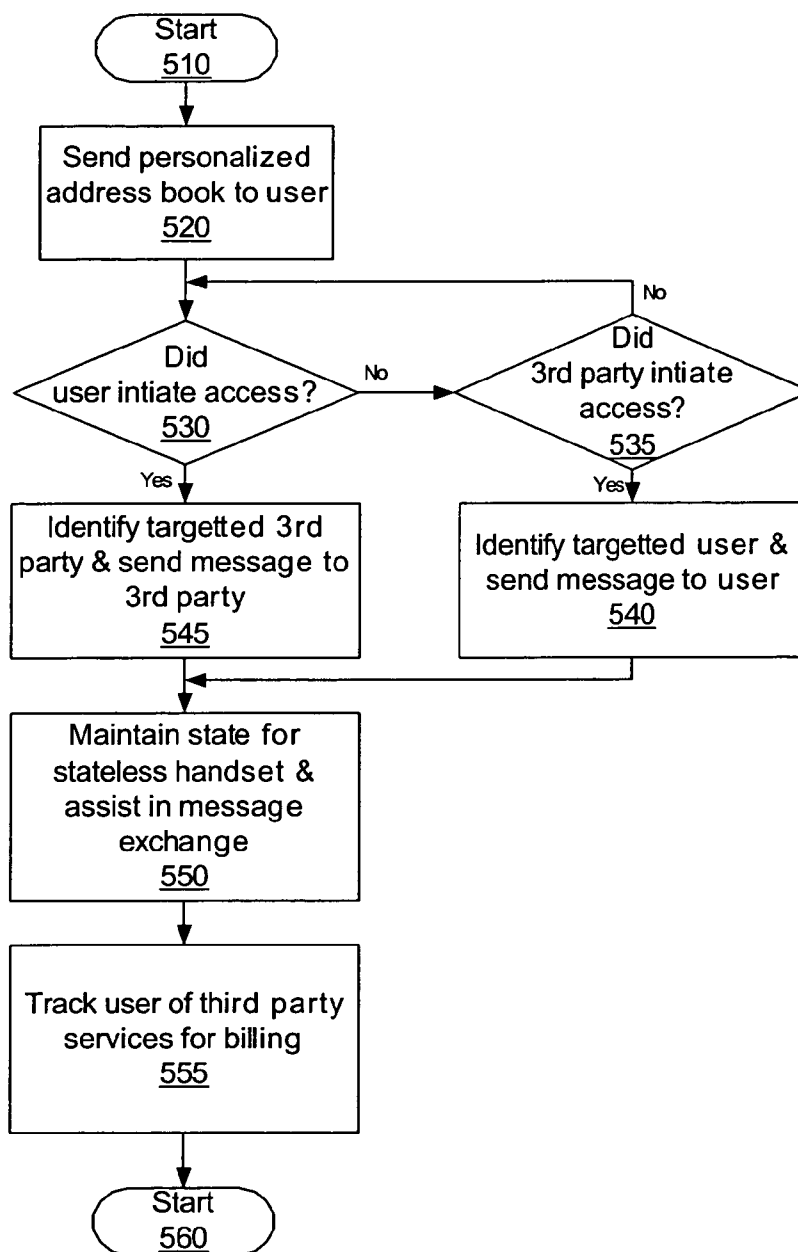 Start
510
Send personalized
address book to user
520
No
Did
user intiate access?
530
No
Did
3rd party intiate
access?
535
Yes
Yes
Identify targetted 3rd
party & send message to
3rd party
545
Identify targetted user &
send message to user
540
Maintain state for
stateless handset &
assist in message
exchange
550
Track user of third party
services for billing
555
Start
560